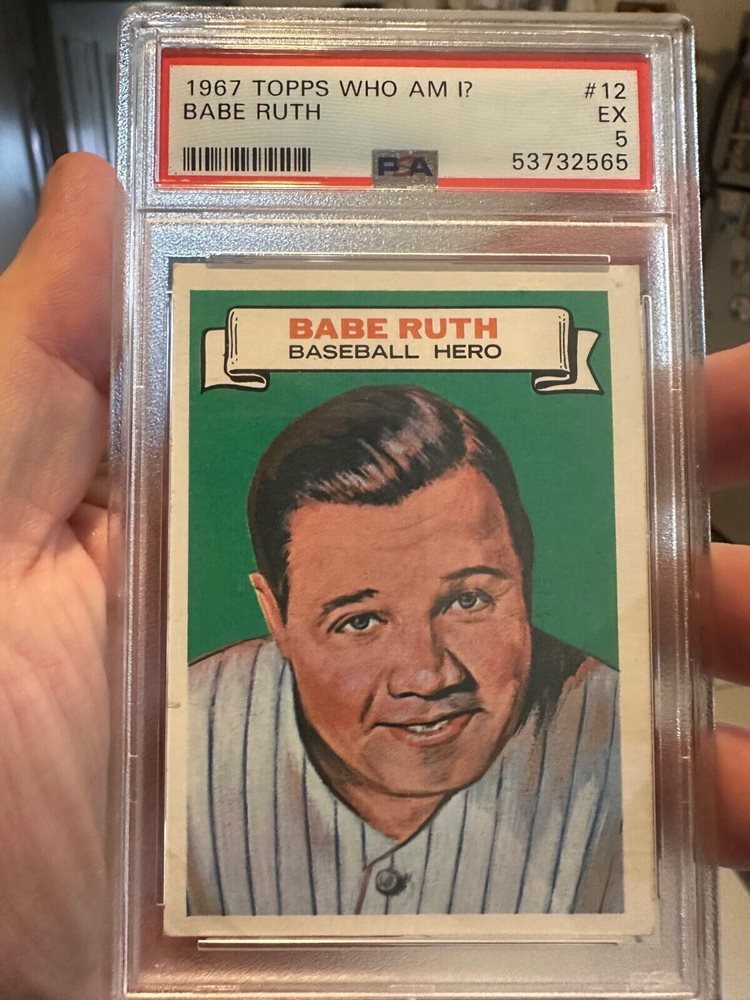 1967 TOPPS WHO AM I? #12
BABE RUTH EX
5
PSA 53732565
BABE RUTH
BASEBALL HERO